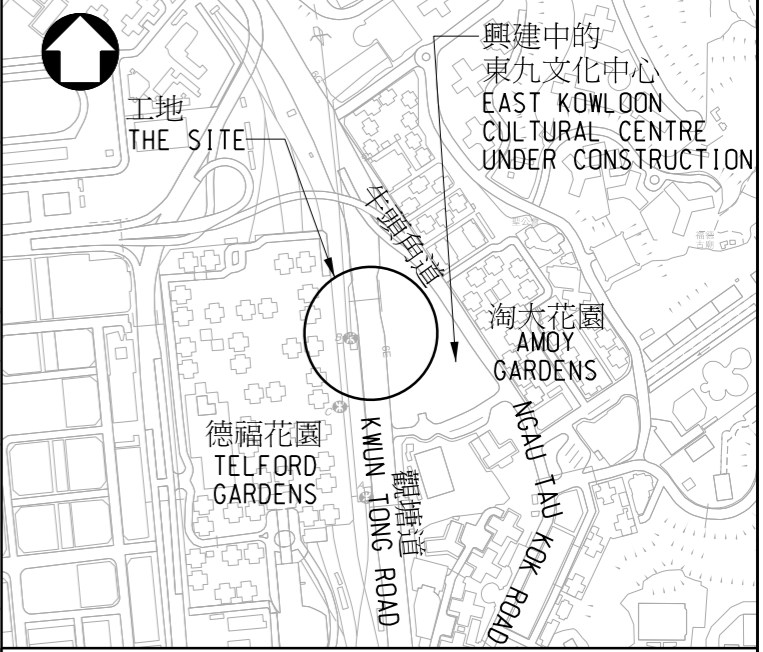 興建中的
東九文化中心
EAST KOWLOON
CULTURAL CENTRE
UNDER CONSTRUCTION
工地
THE SITE
牛頭角道
淘大花園
AMOY
GARDENS
德福花園
TELFORD
GARDENS
KWUN TONG ROAD
觀塘道
NGAU TAU KOK ROAD